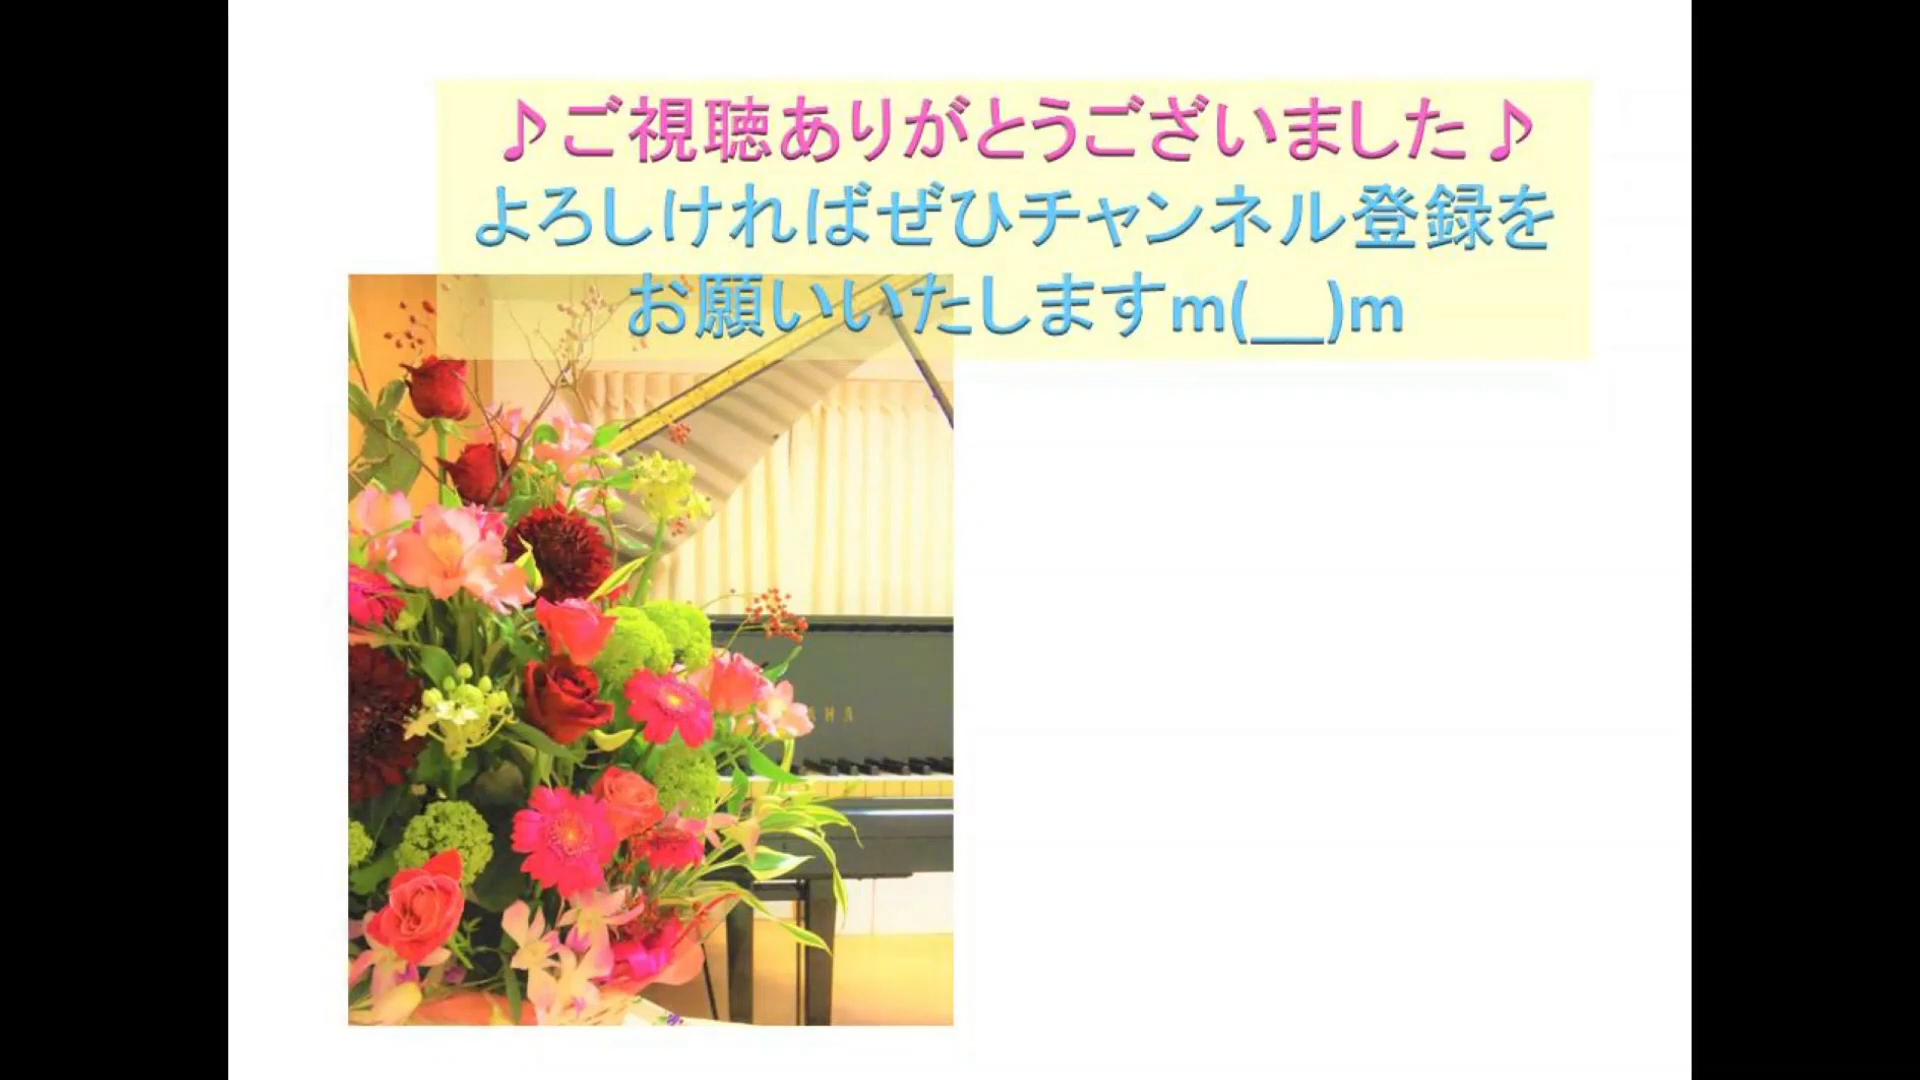 ♪ご視聴ありがとうございました♪
よろしければぜひチャンネル登録を
お願いいたしますm(__)m